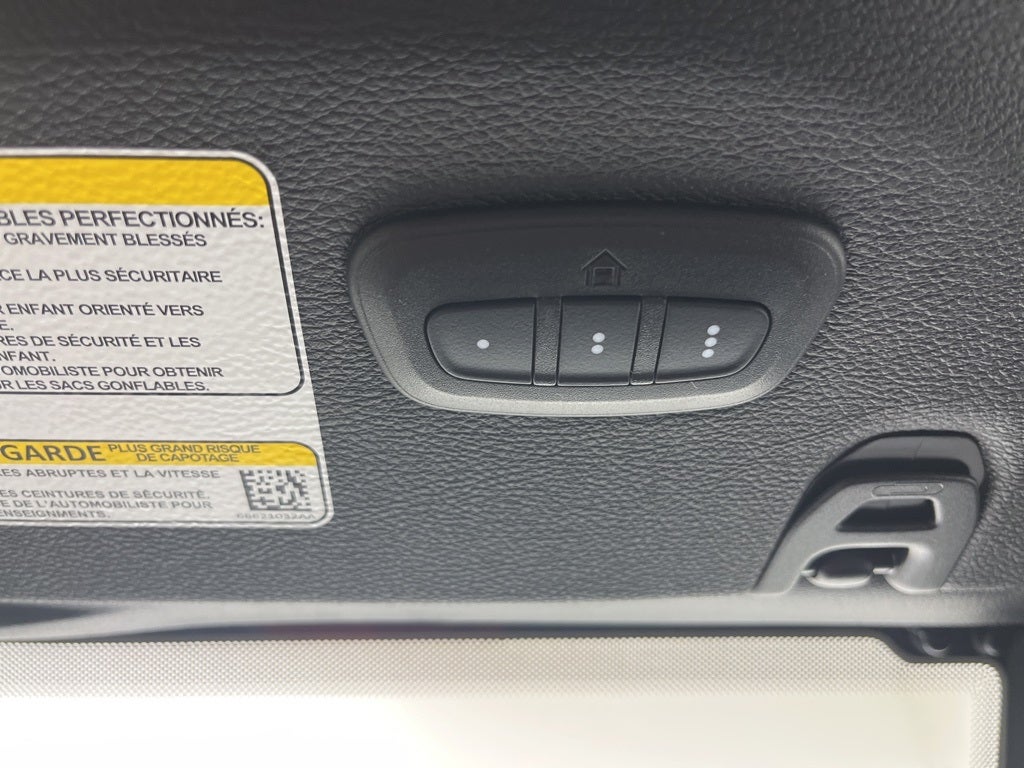 BLES PERFECTIONNÉS:
GRAVEMENT BLESSÉS
CE LA PLUS SÉCURITAIRE
R ENFANT ORIENTÉ VERS
E.
RES DE SÉCURITÉ ET LES
NFANT.
OMOBILISTE POUR OBTENIR
UR LES SACS GONFLABLES.
GARDE PLUS GRAND RISQUE
DE CAPOTAGE
ES ABRUPTES ET LA VITESSE
ES CEINTURES DE SÉCURITÉ.
E DE L'AUTOMOBILISTE POUR
ENSEIGNMENTS.